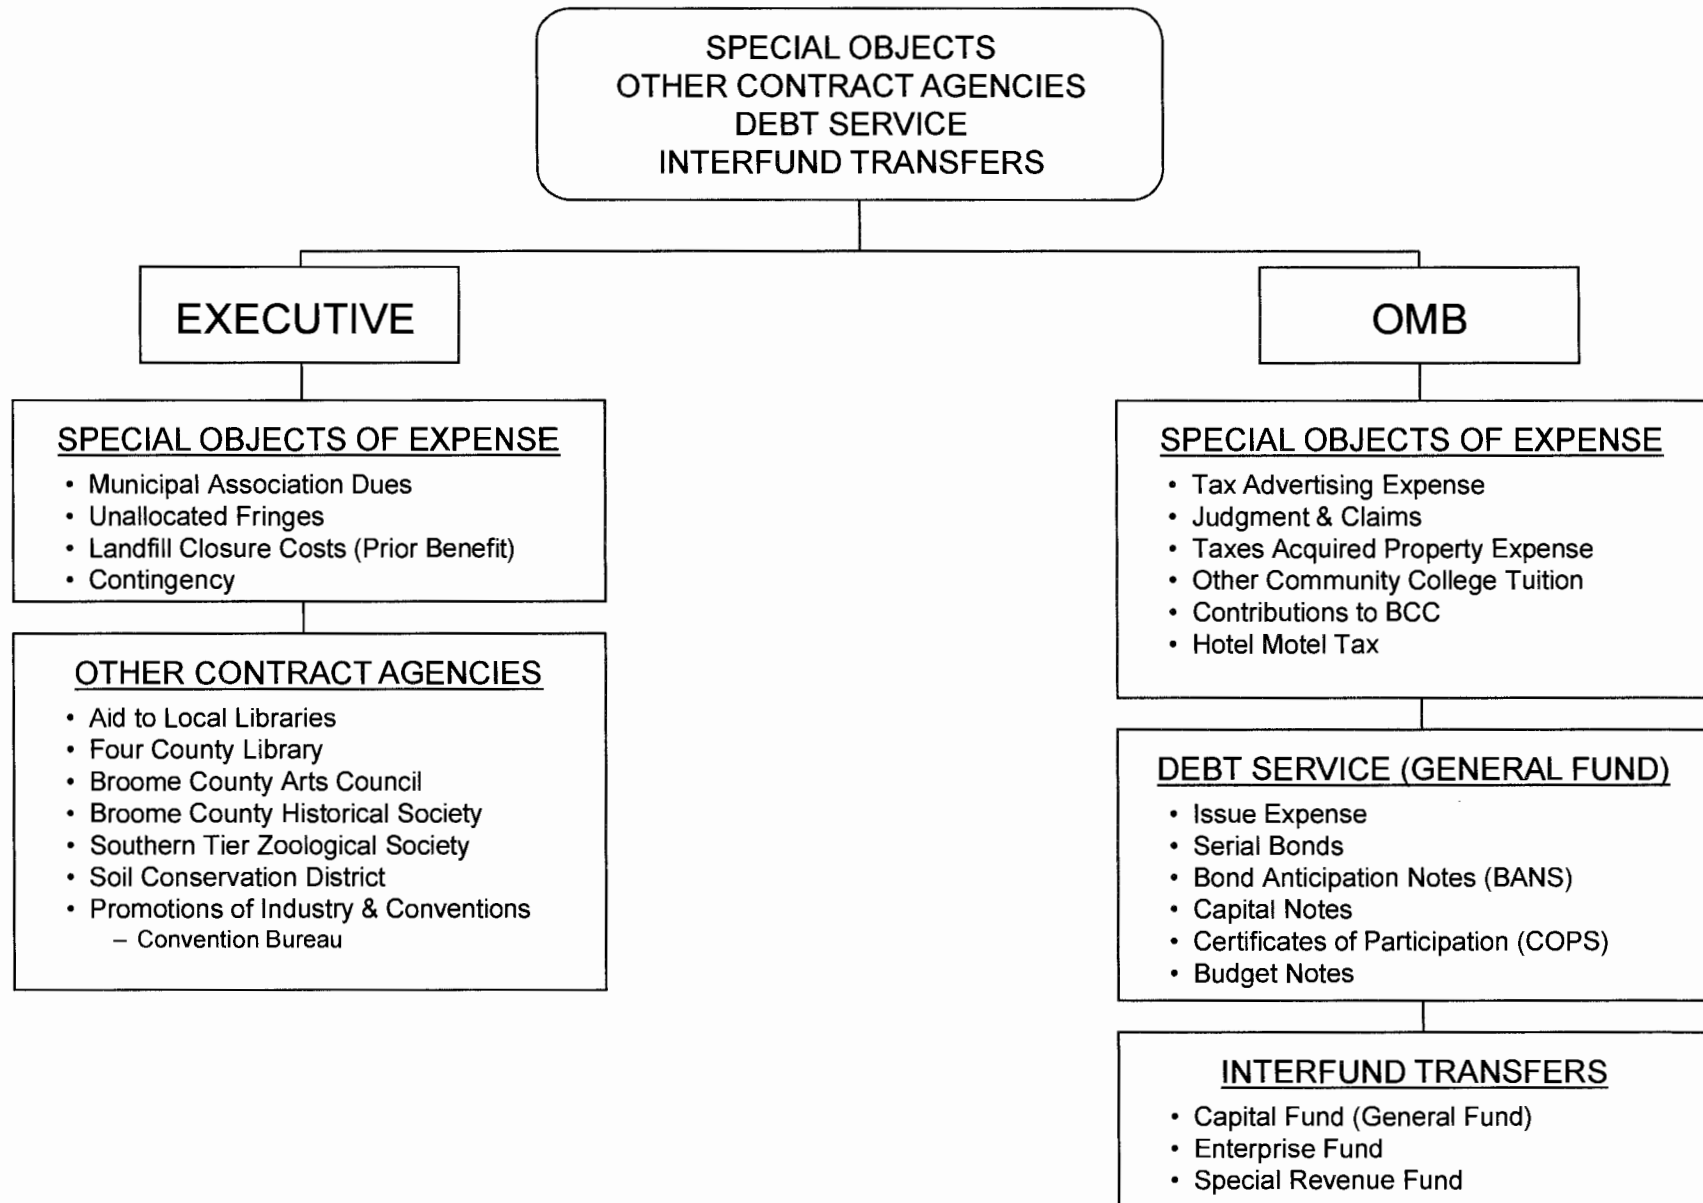 SPECIAL OBJECTS
OTHER CONTRACT AGENCIES
DEBT SERVICE
INTERFUND TRANSFERS
EXECUTIVE
SPECIAL OBJECTS OF EXPENSE
• Municipal Association Dues
• Unallocated Fringes
• Landfill Closure Costs (Prior Benefit)
• Contingency
OTHER CONTRACT AGENCIES
• Aid to Local Libraries
• Four County Library
• Broome County Arts Council
• Broome County Historical Society
• Southern Tier Zoological Society
• Soil Conservation District
• Promotions of Industry & Conventions
– Convention Bureau
OMB
SPECIAL OBJECTS OF EXPENSE
• Tax Advertising Expense
• Judgment & Claims
• Taxes Acquired Property Expense
• Other Community College Tuition
• Contributions to BCC
• Hotel Motel Tax
DEBT SERVICE (GENERAL FUND)
• Issue Expense
• Serial Bonds
• Bond Anticipation Notes (BANS)
• Capital Notes
• Certificates of Participation (COPS)
• Budget Notes
INTERFUND TRANSFERS
• Capital Fund (General Fund)
• Enterprise Fund
• Special Revenue Fund